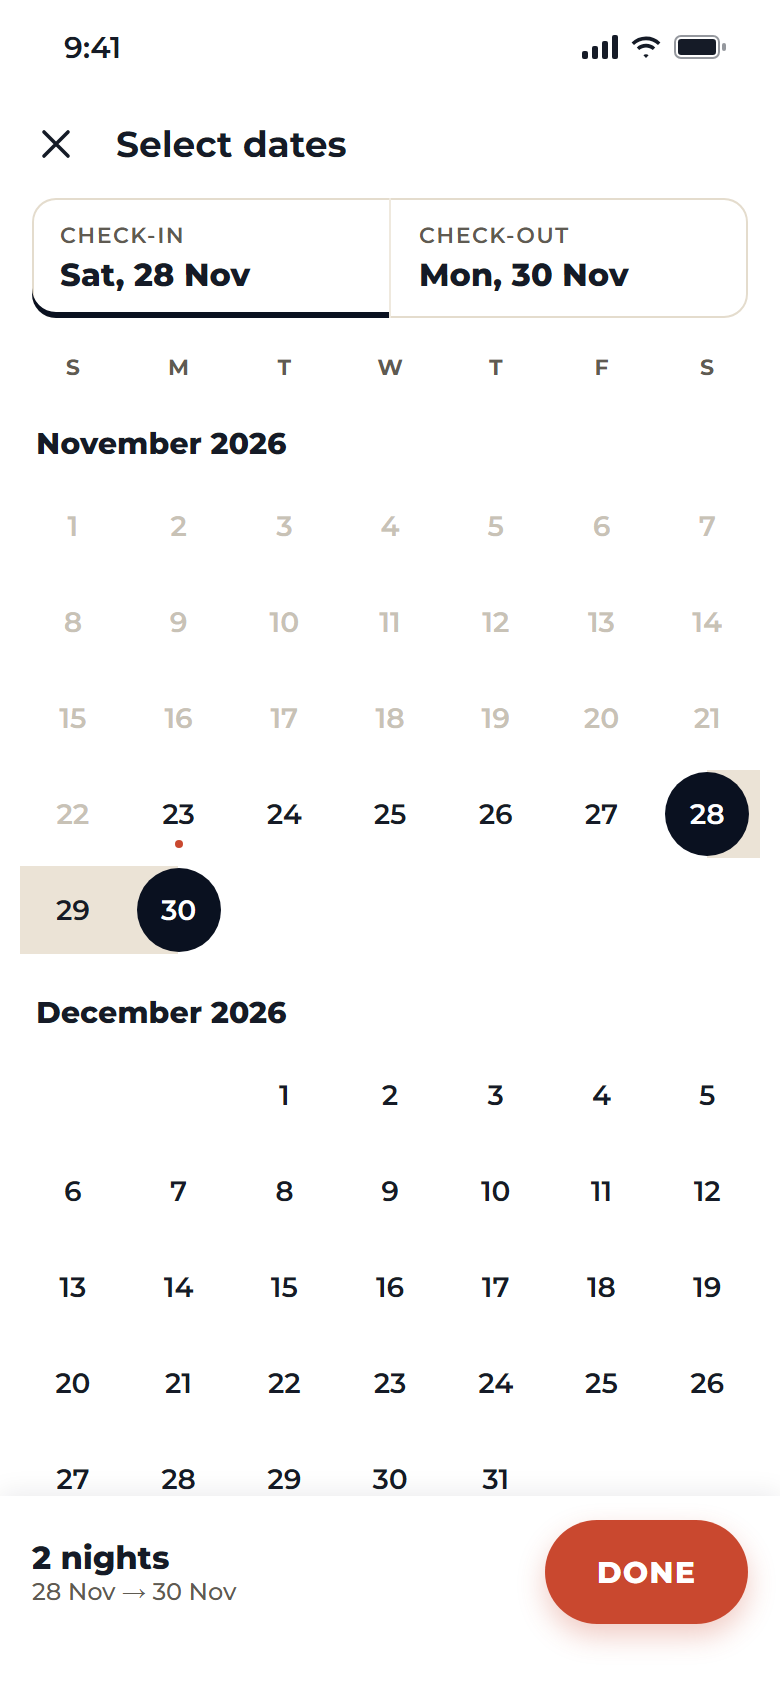 9:41
Select dates
CHECK-IN CHECK-OUT
Sat, 28 Nov Mon, 30 Nov
S M T W T F S
November 2026
1 2 3 4 5 6 7
8 9 10 11 12 13 14
15 16 17 18 19 20 21
22 23 24 25 26 27 28
29 30
December 2026
1 2 3 4 5
6 7 8 9 10 11 12
13 14 15 16 17 18 19
20 21 22 23 24 25 26
27 28 29 30 31
2 nights
28 Nov → 30 Nov
DONE